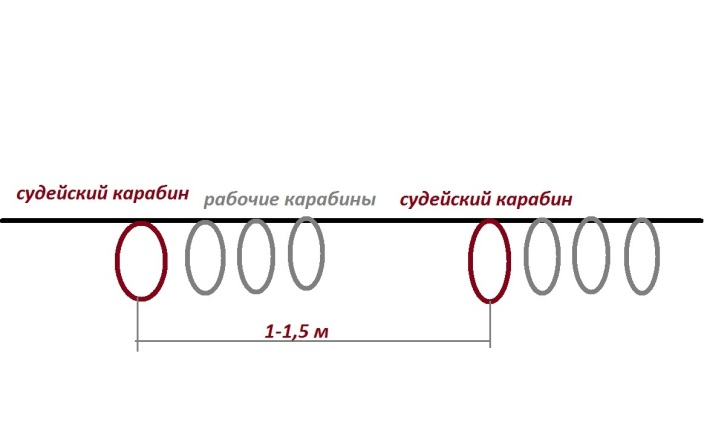 судейский карабин
рабочие карабины
судейский карабин
1-1,5 м